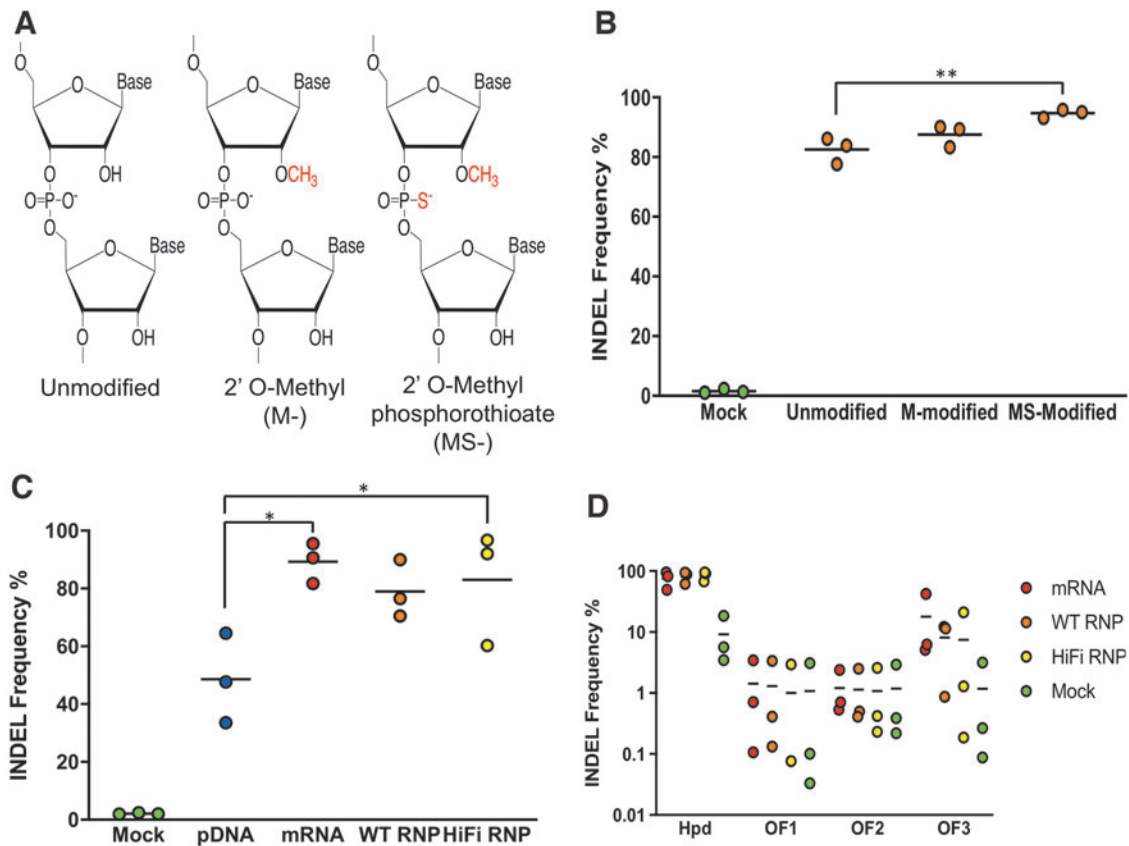 A
O
O
Base
O
OH
O=P-O-
O
O
Base
O
OH
Unmodified
O
O
Base
O
OCH3
O=P-O-
O
O
Base
O
OH
2' O-Methyl
(M-)
O
O
Base
O
OCH3
O=P-S-
O
O
Base
O
OH
2' O-Methyl
phosphorothioate
(MS-)
B
**
INDEL Frequency %
100
80
60
40
20
0
Mock Unmodified M-modified MS-Modified
C
*
*
INDEL Frequency %
100
80
60
40
20
0
Mock pDNA mRNA WT RNP HiFi RNP
D
INDEL Frequency %
100
10
1
0.1
0.01
Hpd OF1 OF2 OF3
mRNA
WT RNP
HiFi RNP
Mock